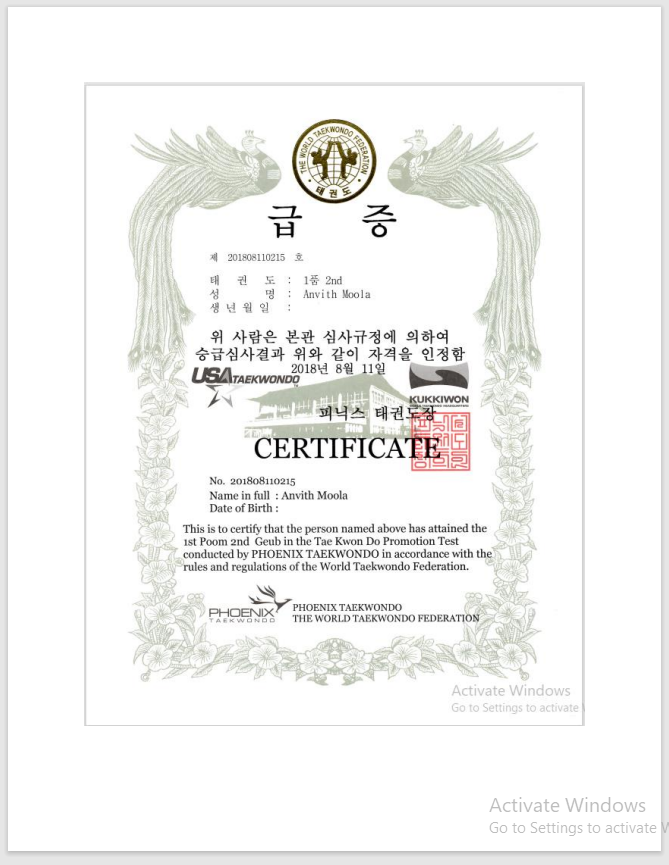 THE WORLD TAEKWONDO FEDERATION
태권도
급 증
제 201808110215 호
태 권 도 : 1품 2nd
성 명 : Anvith Moola
생 년 월 일 :
위 사람은 본관 심사규정에 의하여
승급심사결과 위와 같이 자격을 인정함
2018년 8월 11일
USA TAEKWONDO
KUKKIWON
피닉스 태권도장
CERTIFICATE
No. 201808110215
Name in full : Anvith Moola
Date of Birth :
This is to certify that the person named above has attained the
1st Poom 2nd Geub in the Tae Kwon Do Promotion Test
conducted by PHOENIX TAEKWONDO in accordance with the
rules and regulations of the World Taekwondo Federation.
PHOENIX
TAEKWONDO
PHOENIX TAEKWONDO
THE WORLD TAEKWONDO FEDERATION
Activate Windows
Go to Settings to activate
Activate Windows
Go to Settings to activate W